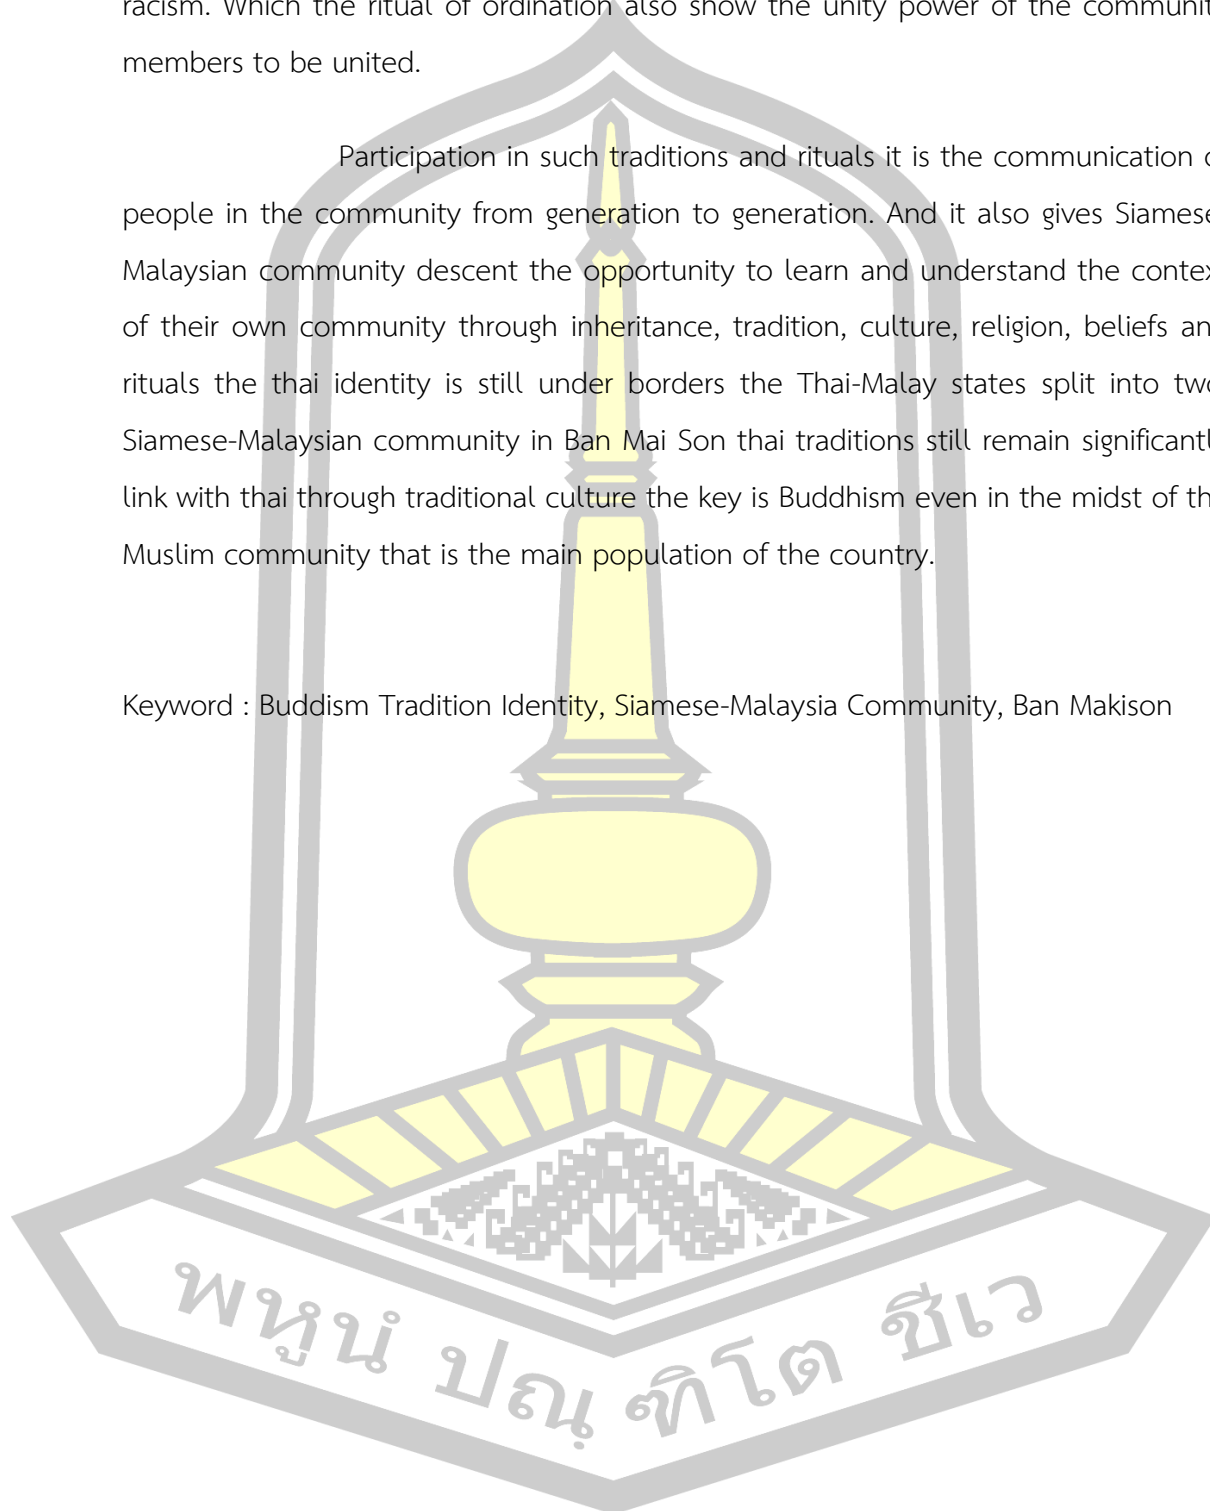 racism. Which the ritual of ordination also show the unity power of the communit
members to be united.
Participation in such traditions and rituals it is the communication
people in the community from generation to generation. And it also gives Siamese
Malaysian community descent the opportunity to learn and understand the contex
of their own community through inheritance, tradition, culture, religion, beliefs an
rituals the thai identity is still under borders the Thai-Malay states split into two
Siamese-Malaysian community in Ban Mai Son thai traditions still remain significantl
link with thai through traditional culture the key is Buddhism even in the midst of th
Muslim community that is the main population of the country.
Keyword : Buddism Tradition Identity, Siamese-Malaysia Community, Ban Makison
พหูนํ ปณฺฑิโต ชีเว